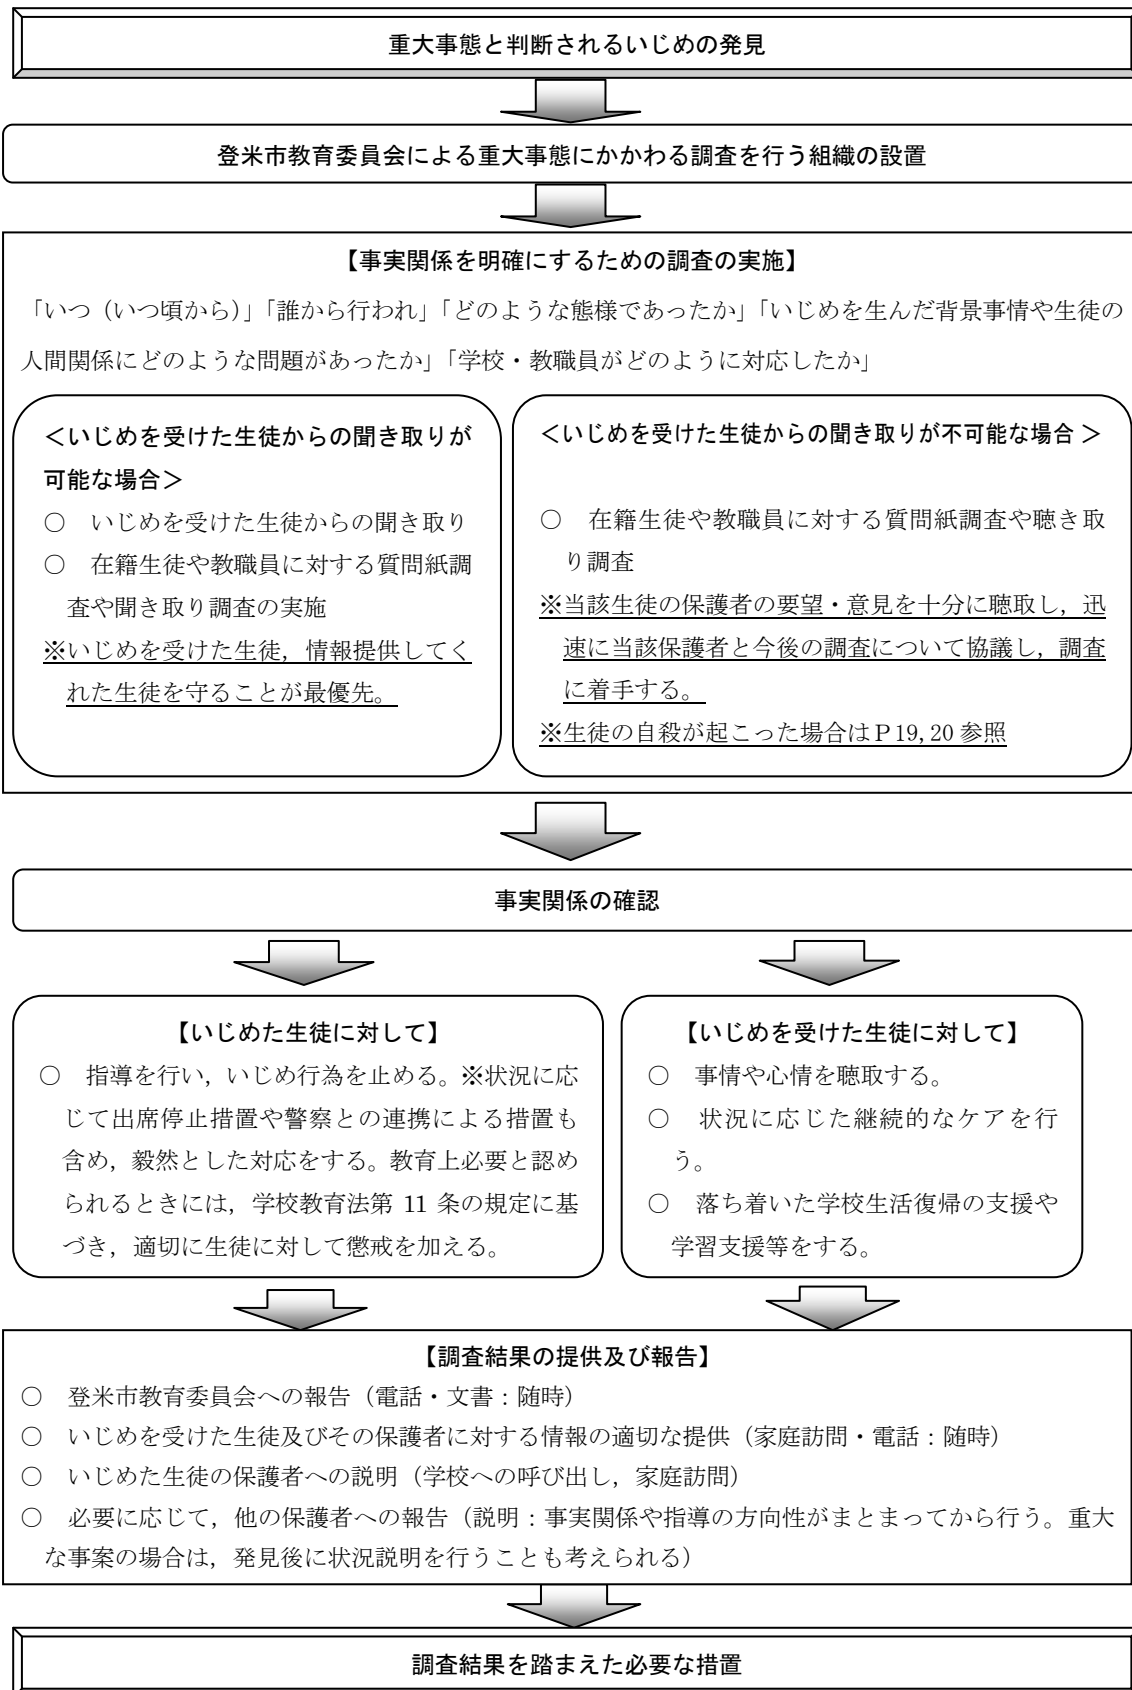 重大事態と判断されるいじめの発見
登米市教育委員会による重大事態にかかわる調査を行う組織の設置
【事実関係を明確にするための調査の実施】
「いつ（いつ頃から）」「誰から行われ」「どのような態様であったか」「いじめを生んだ背景事情や生徒の
人間関係にどのような問題があったか」「学校・教職員がどのように対応したか」
＜いじめを受けた生徒からの聞き取りが
可能な場合＞
○　いじめを受けた生徒からの聞き取り
○　在籍生徒や教職員に対する質問紙調
査や聞き取り調査の実施
※いじめを受けた生徒，情報提供してく
れた生徒を守ることが最優先。
＜いじめを受けた生徒からの聞き取りが不可能な場合 ＞
○　在籍生徒や教職員に対する質問紙調査や聴き取
り調査
※当該生徒の保護者の要望・意見を十分に聴取し，迅
速に当該保護者と今後の調査について協議し，調査
に着手する。
※生徒の自殺が起こった場合はＰ19, 20 参照
事実関係の確認
【いじめた生徒に対して】
○　指導を行い，いじめ行為を止める。※状況に応
じて出席停止措置や警察との連携による措置も
含め，毅然とした対応をする。教育上必要と認め
られるときには，学校教育法第 11 条の規定に基
づき，適切に生徒に対して懲戒を加える。
【いじめを受けた生徒に対して】
○　事情や心情を聴取する。
○　状況に応じた継続的なケアを行
う。
○　落ち着いた学校生活復帰の支援や
学習支援等をする。
【調査結果の提供及び報告】
○　登米市教育委員会への報告（電話・文書：随時）
○　いじめを受けた生徒及びその保護者に対する情報の適切な提供（家庭訪問・電話：随時）
○　いじめた生徒の保護者への説明（学校への呼び出し，家庭訪問）
○　必要に応じて，他の保護者への報告（説明：事実関係や指導の方向性がまとまってから行う。重大
な事案の場合は，発見後に状況説明を行うことも考えられる）
調査結果を踏まえた必要な措置